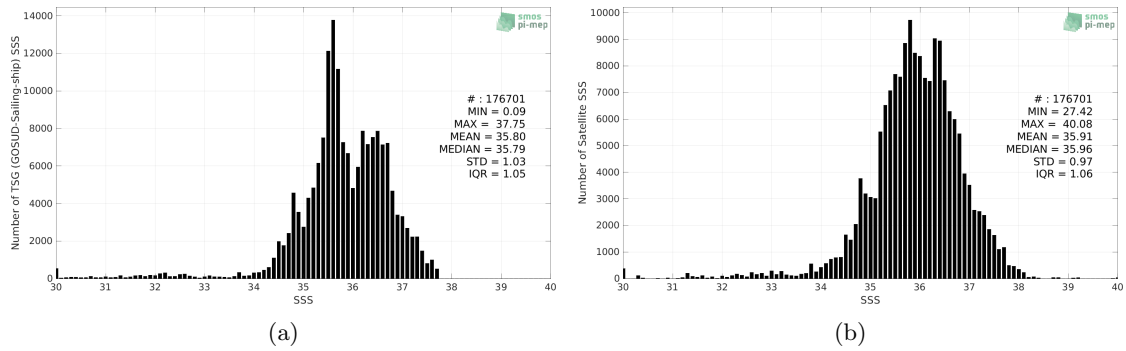 14000
12000
10000
8000
6000
4000
2000
0
Number of TSG (GOSUD-Sailing-ship) SSS
30 31 32 33 34 35 36 37 38 39 40
SSS
smos
pi-mep
# : 176701
MIN = 0.09
MAX = 37.75
MEAN = 35.80
MEDIAN = 35.79
STD = 1.03
IQR = 1.05
(a)
10000
9000
8000
7000
6000
5000
4000
3000
2000
1000
0
Number of Satellite SSS
30 31 32 33 34 35 36 37 38 39 40
SSS
smos
pi-mep
# : 176701
MIN = 27.42
MAX = 40.08
MEAN = 35.91
MEDIAN = 35.96
STD = 0.97
IQR = 1.06
(b)